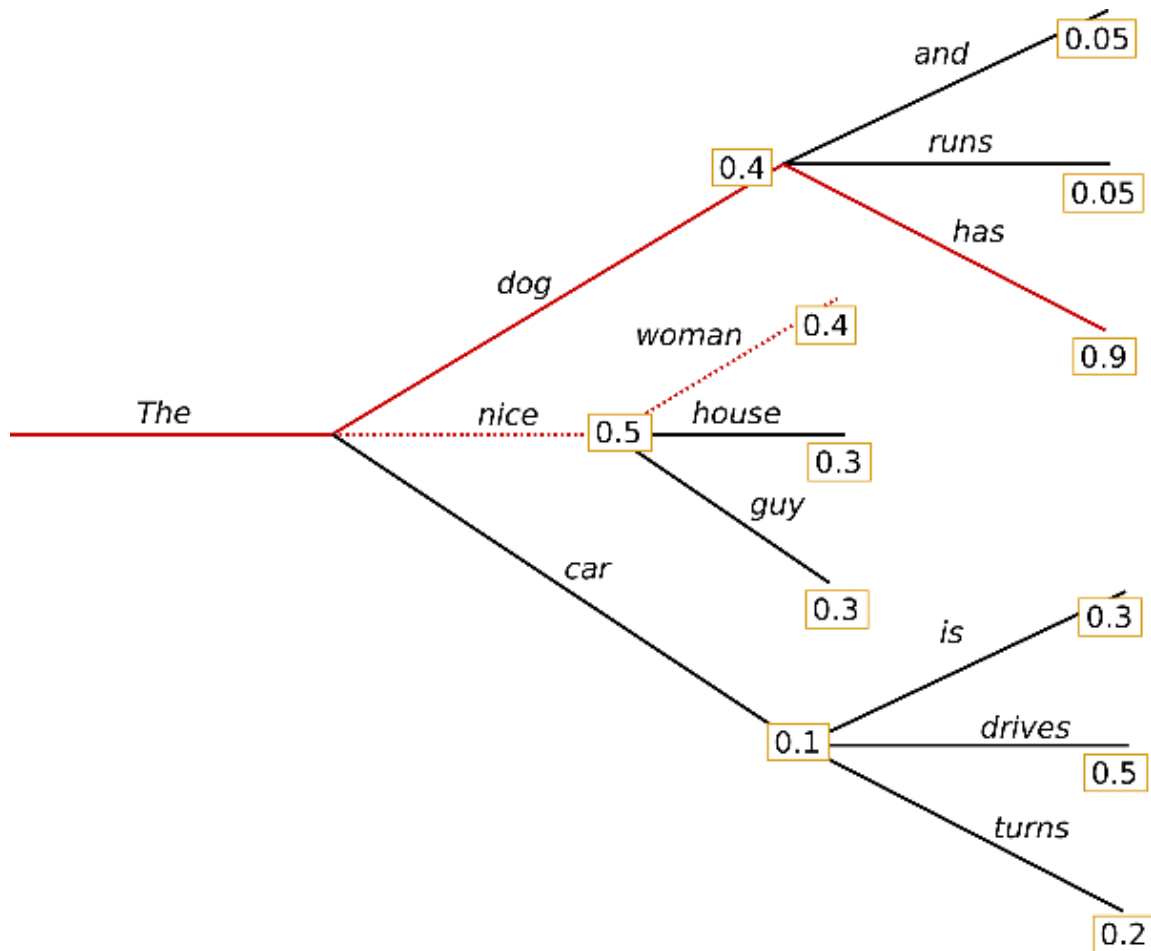 0.05
and
runs
0.4
0.05
has
dog
0.4
woman
0.9
The
nice
house
0.5
0.3
guy
car
0.3
0.3
is
drives
0.1
0.5
turns
0.2